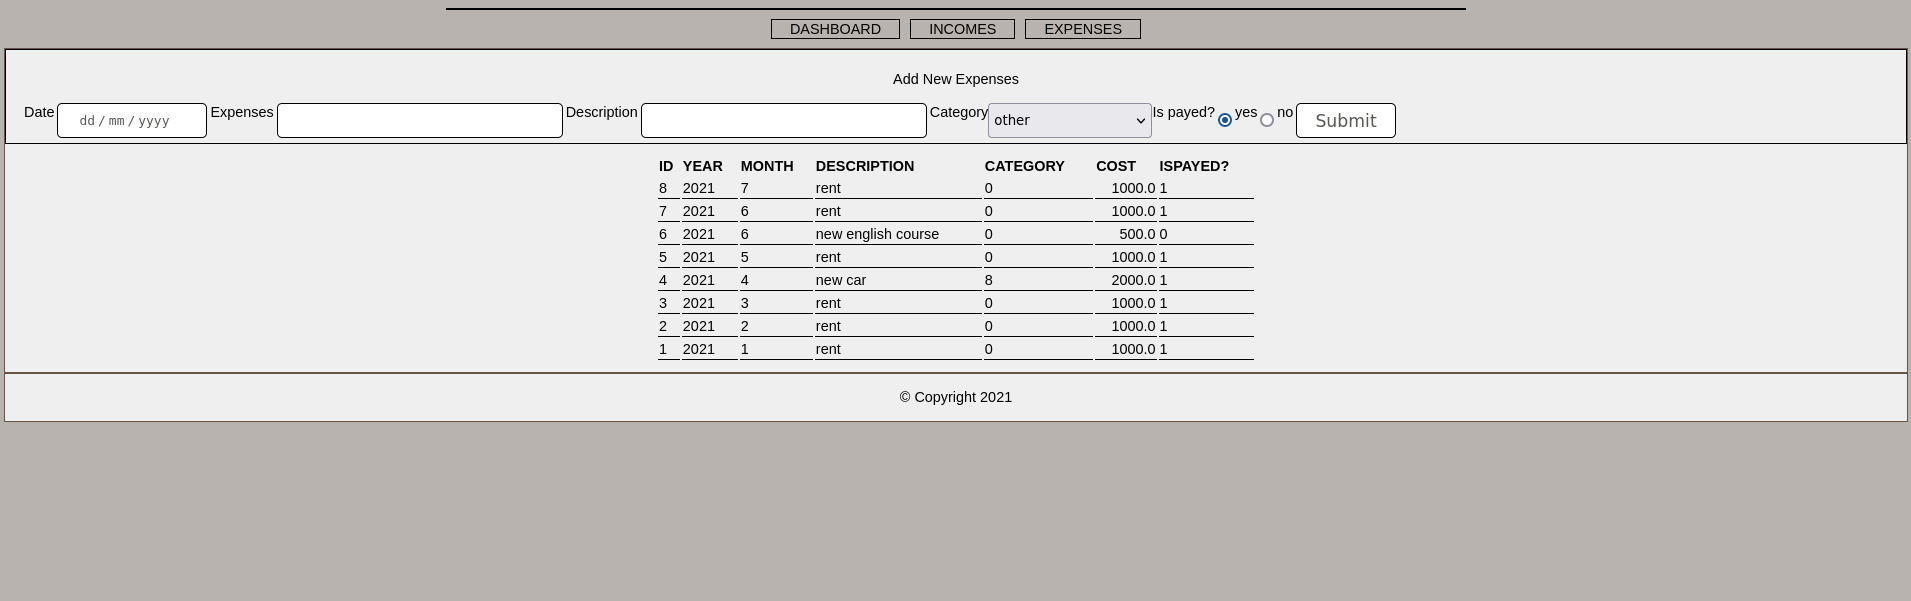 DASHBOARD INCOMES EXPENSES
Add New Expenses
Date dd / mm / yyyy Expenses Description Category other Is payed? yes no Submit
ID YEAR MONTH DESCRIPTION CATEGORY COST ISPAYED?
8 2021 7 rent 0 1000.0 1
7 2021 6 rent 0 1000.0 1
6 2021 6 new english course 0 500.0 0
5 2021 5 rent 0 1000.0 1
4 2021 4 new car 8 2000.0 1
3 2021 3 rent 0 1000.0 1
2 2021 2 rent 0 1000.0 1
1 2021 1 rent 0 1000.0 1
© Copyright 2021